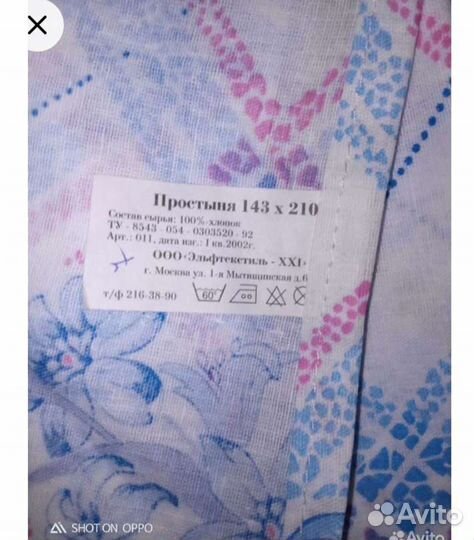 Простыня 143 x 210
Состав сырья: 100%-хлопок
ТУ - 8543 - 054 - 0303520 - 92
Арт.: 011, дата изг.: I кв.2002г.
ООО«Эльфтекстиль - XXI»
г. Москва ул. 1-я Мытищинская д.6
т/ф 216-38-90
60°
SHOT ON OPPO
Avito
Avito